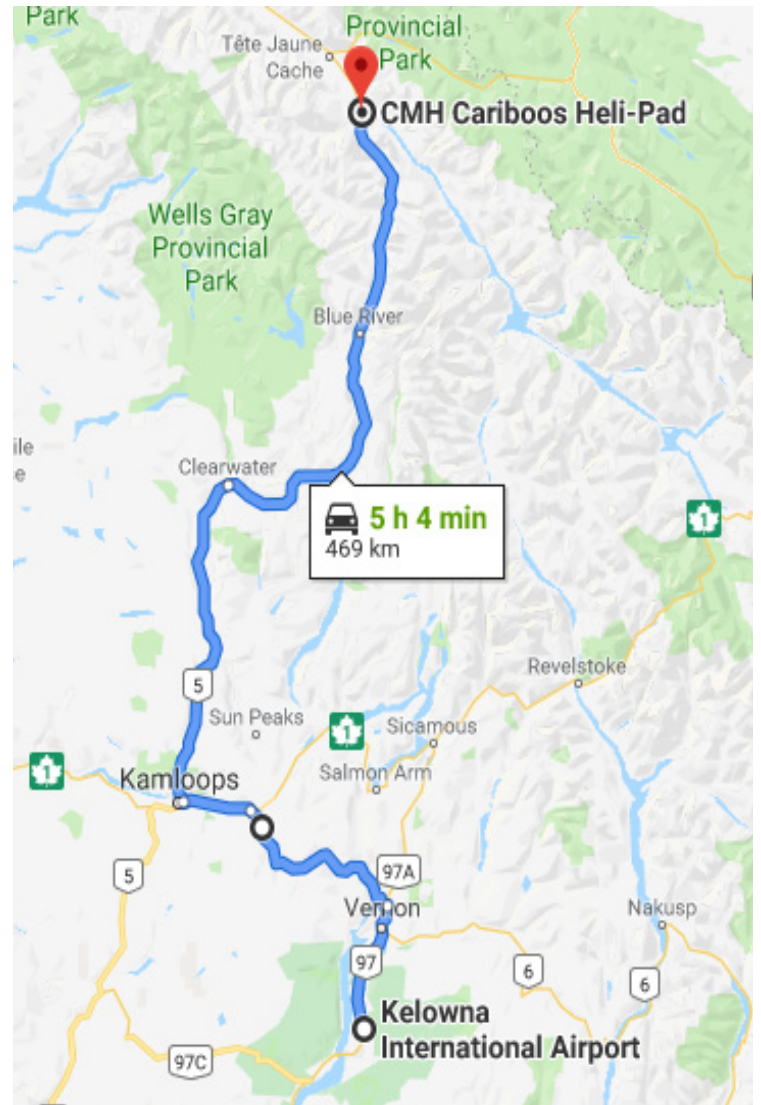 Park
Provincial
Park
Tête Jaune
Cache
CMH Cariboos Heli-Pad
Wells Gray
Provincial
Park
Blue River
ile
e
Clearwater
5 h 4 min
469 km
1
Revelstoke
5
Sun Peaks
1
Sicamous
1
Kamloops
Salmon Arm
5
97A
Vernon
Nakusp
97
6
6
Kelowna
International Airport
97C